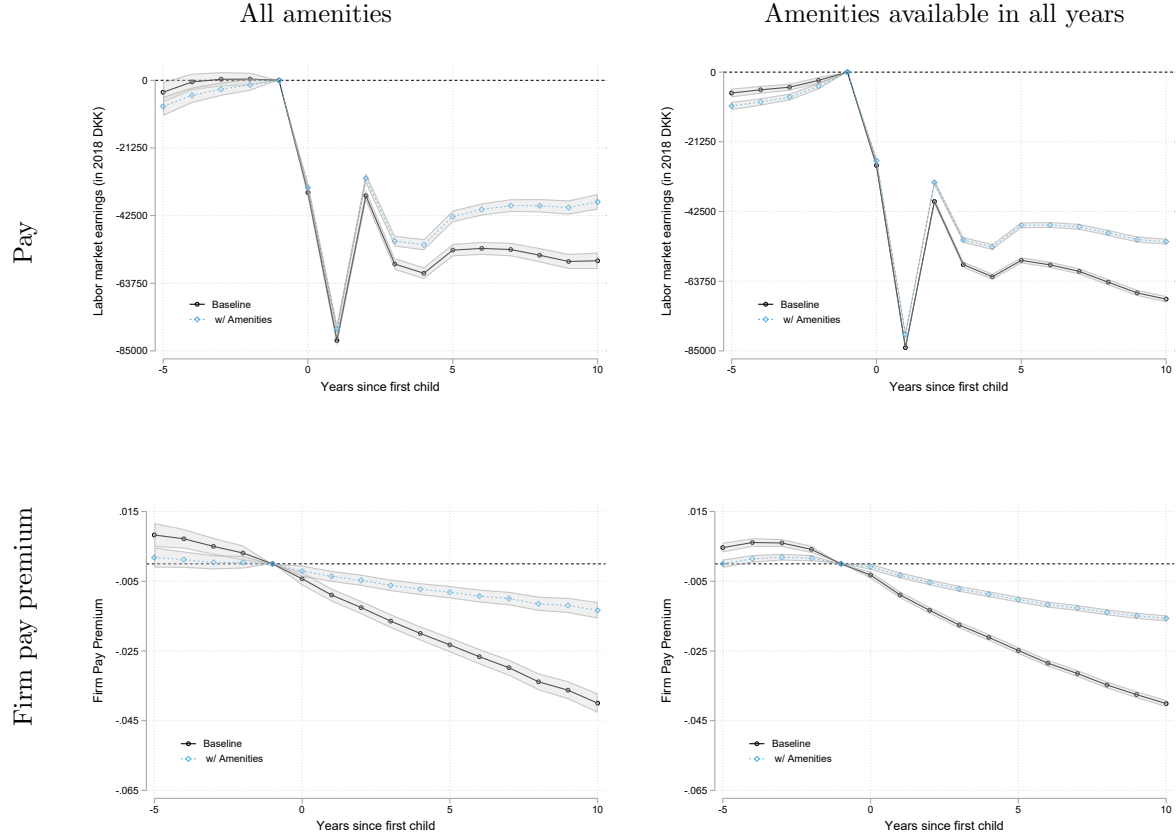 All amenities
Amenities available in all years
Pay
Labor market earnings (in 2018 DKK)
0
-21250
-42500
-63750
-85000
Baseline
w/ Amenities
-5
0
5
10
Years since first child
Labor market earnings (in 2018 DKK)
0
-21250
-42500
-63750
-85000
Baseline
w/ Amenities
-5
0
5
10
Years since first child
Firm pay premium
Firm Pay Premium
.015
-.005
-.025
-.045
-.065
Baseline
w/ Amenities
-5
0
5
10
Years since first child
Firm Pay Premium
.015
-.005
-.025
-.045
-.065
Baseline
w/ Amenities
-5
0
5
10
Years since first child